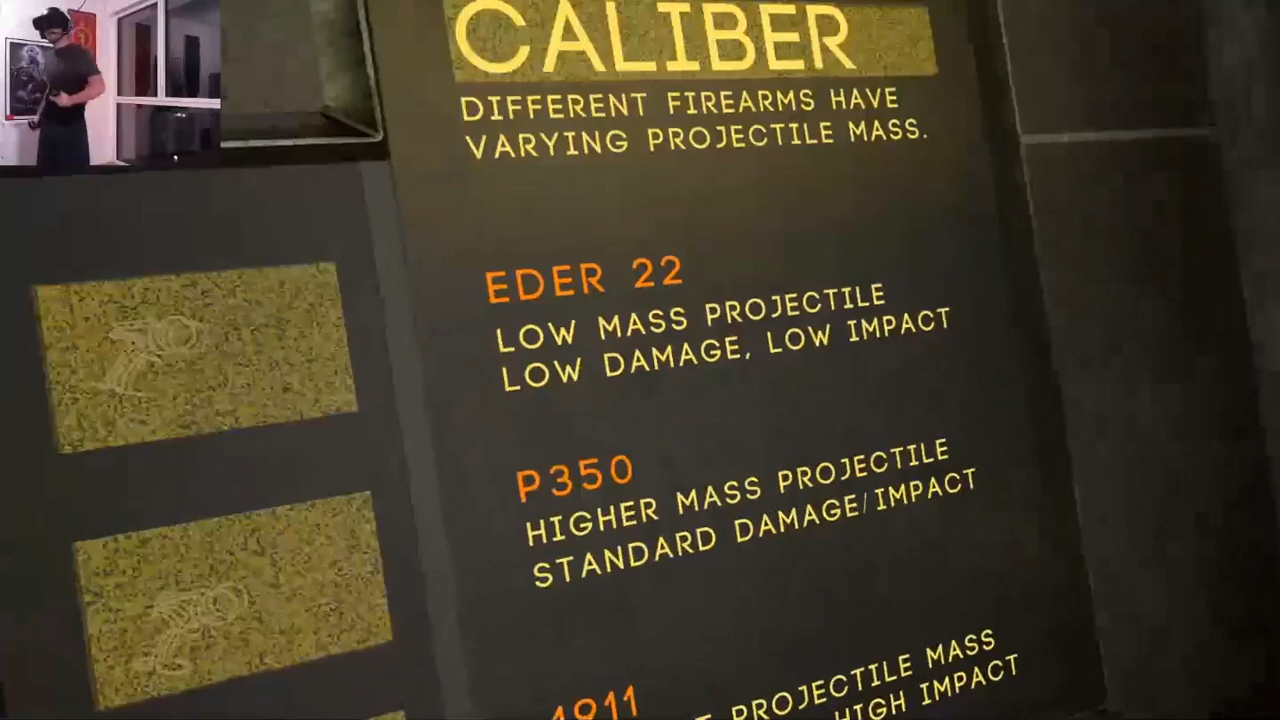 CALIBER
DIFFERENT FIREARMS HAVE
VARYING PROJECTILE MASS.
EDER 22
LOW MASS PROJECTILE
LOW DAMAGE, LOW IMPACT
P350
HIGHER MASS PROJECTILE
STANDARD DAMAGE/IMPACT
1911
PROJECTILE MASS
HIGH IMPACT